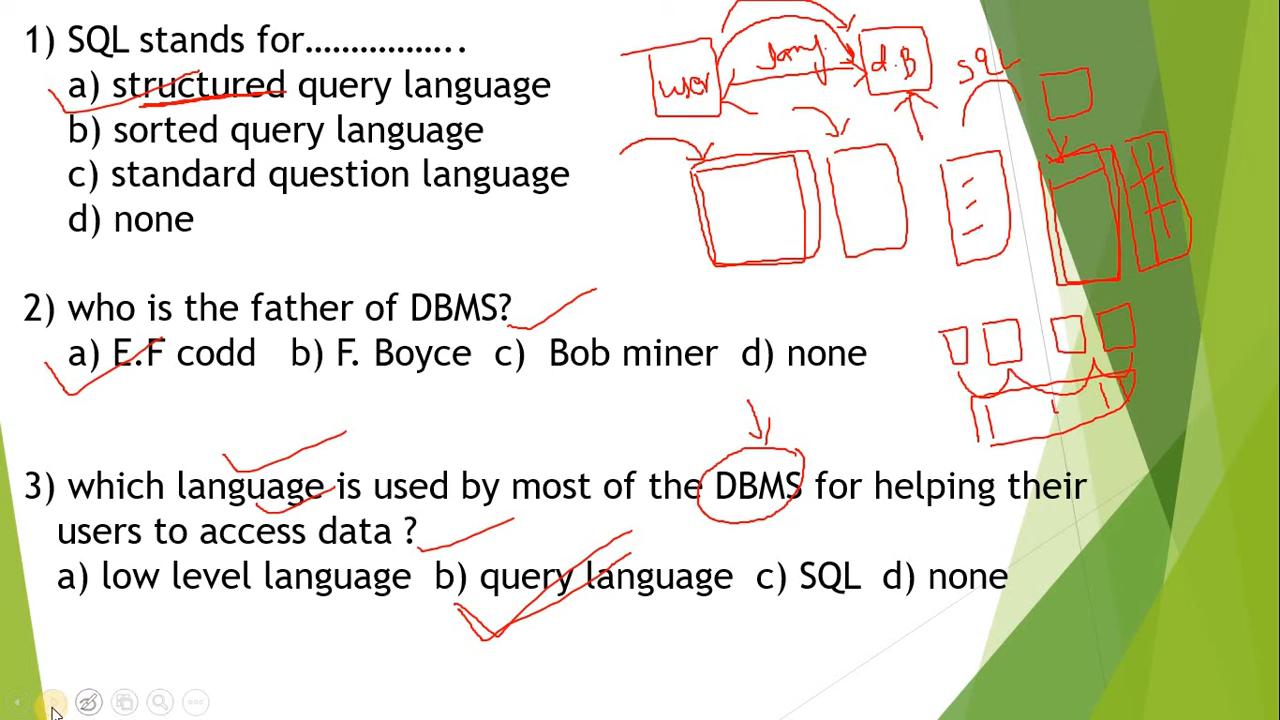 1) SQL stands for……………..
a) structured query language
b) sorted query language
c) standard question language
d) none
2) who is the father of DBMS?
a) E.F codd b) F. Boyce c) Bob miner d) none
3) which language is used by most of the DBMS for helping their
users to access data ?
a) low level language b) query language c) SQL d) none
user
lang.
d.B
SQL